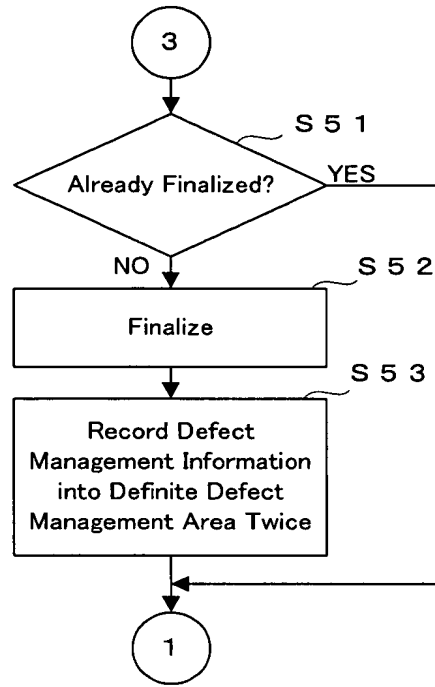 3
S 5 1
Already Finalized?
YES
NO
S 5 2
Finalize
S 5 3
Record Defect
Management Information
into Definite Defect
Management Area Twice
1